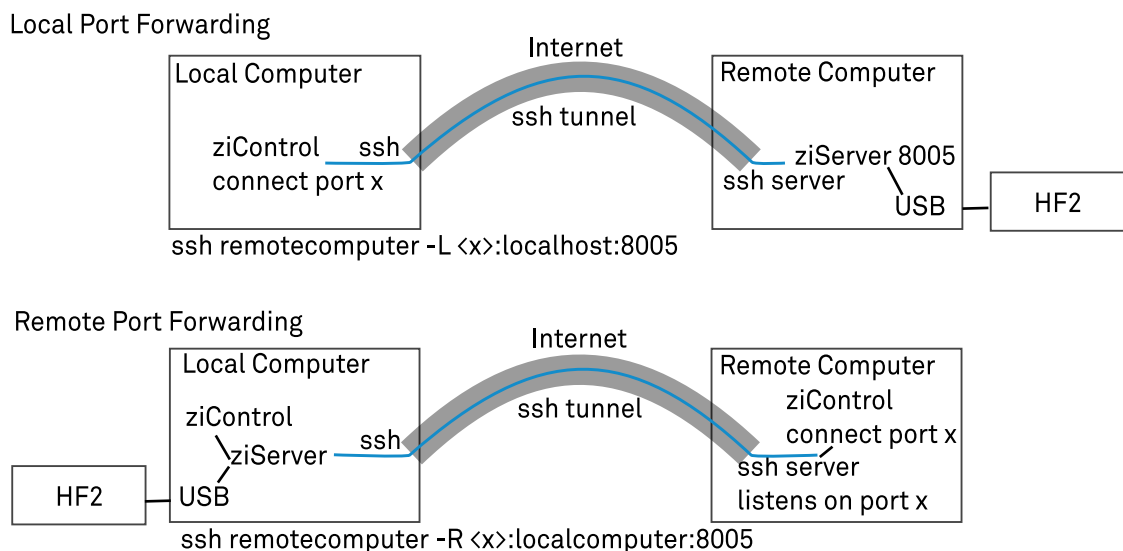 Local Port Forwarding
Internet
Local Computer
Remote Computer
ssh tunnel
ziControl
ssh
connect port x
ziServer 8005
ssh server
USB
HF2
ssh remotecomputer -L <x>:localhost:8005
Remote Port Forwarding
Internet
Local Computer
Remote Computer
ssh tunnel
ziControl
ssh
ziServer
USB
HF2
ziControl
connect port x
ssh server
listens on port x
ssh remotecomputer -R <x>:localcomputer:8005